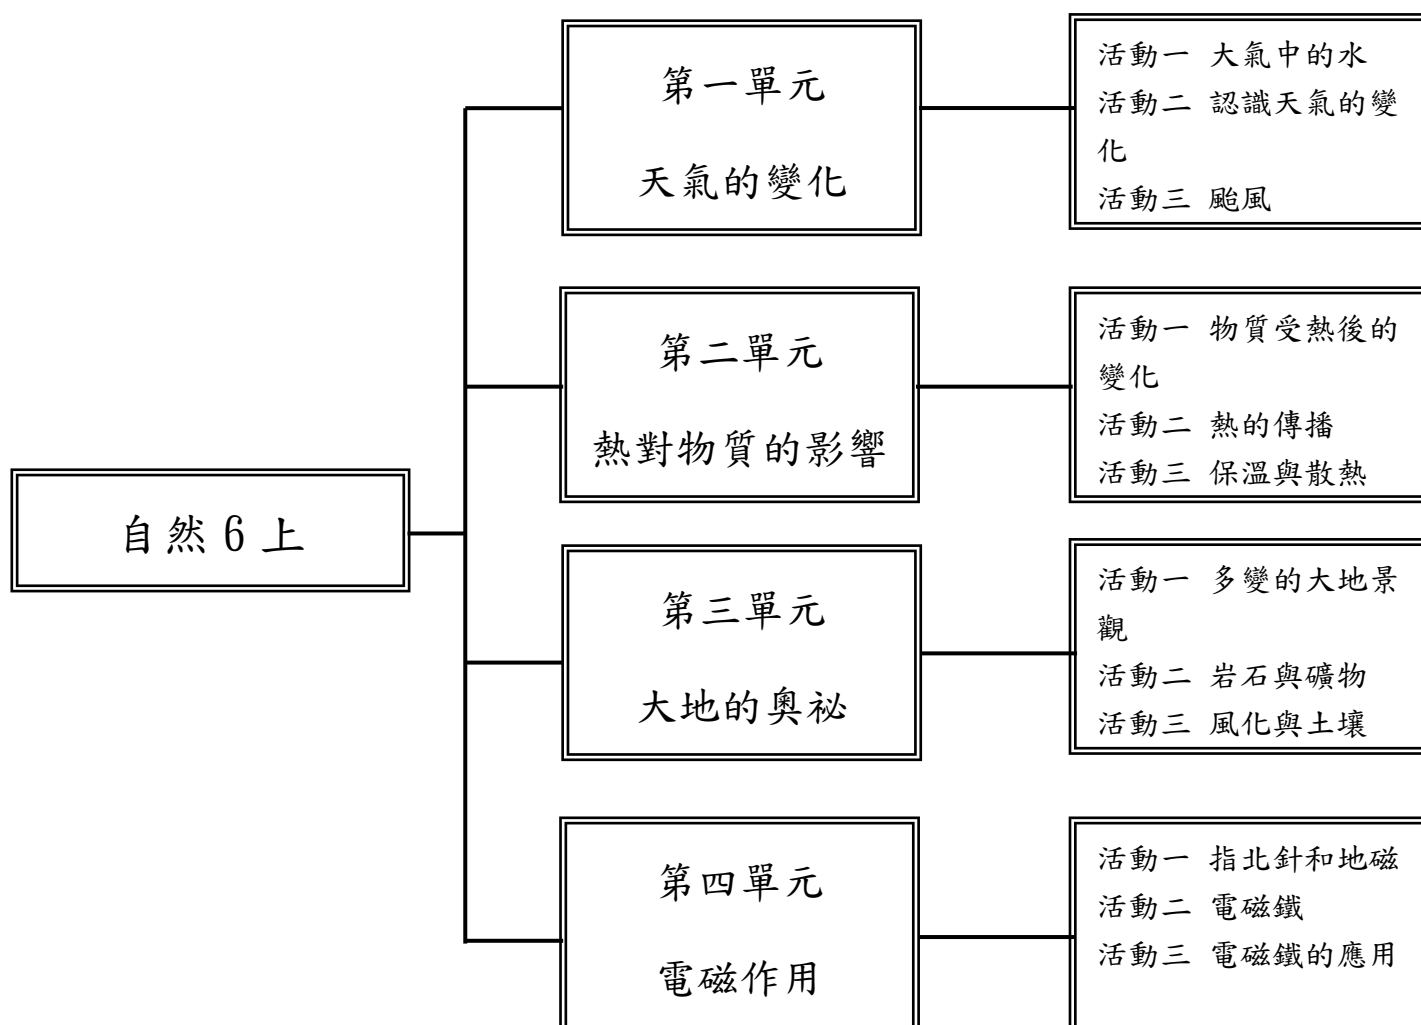 自然 6 上
第一單元
天氣的變化
活動一 大氣中的水
活動二 認識天氣的變
化
活動三 颱風
第二單元
熱對物質的影響
活動一 物質受熱後的
變化
活動二 熱的傳播
活動三 保溫與散熱
第三單元
大地的奧祕
活動一 多變的大地景
觀
活動二 岩石與礦物
活動三 風化與土壤
第四單元
電磁作用
活動一 指北針和地磁
活動二 電磁鐵
活動三 電磁鐵的應用